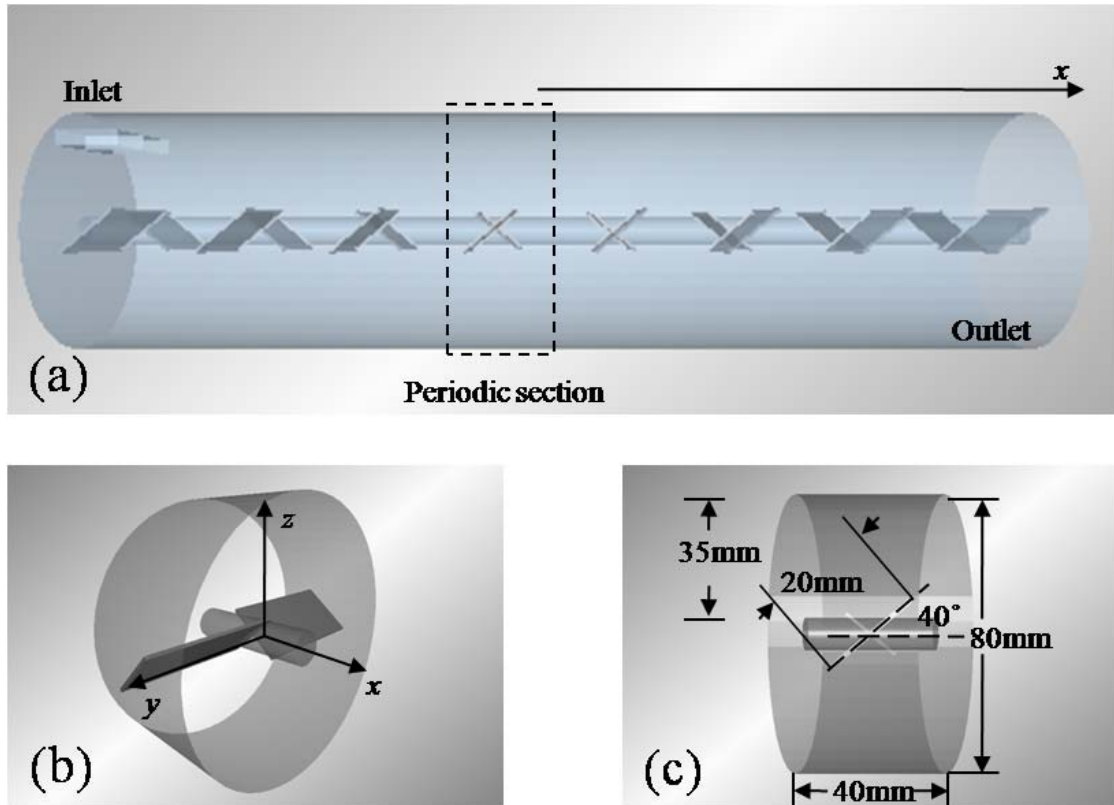 x
Inlet
Outlet
(a)
Periodic section
z
x
y
(b)
35mm
20mm
40°
80mm
(c)
40mm